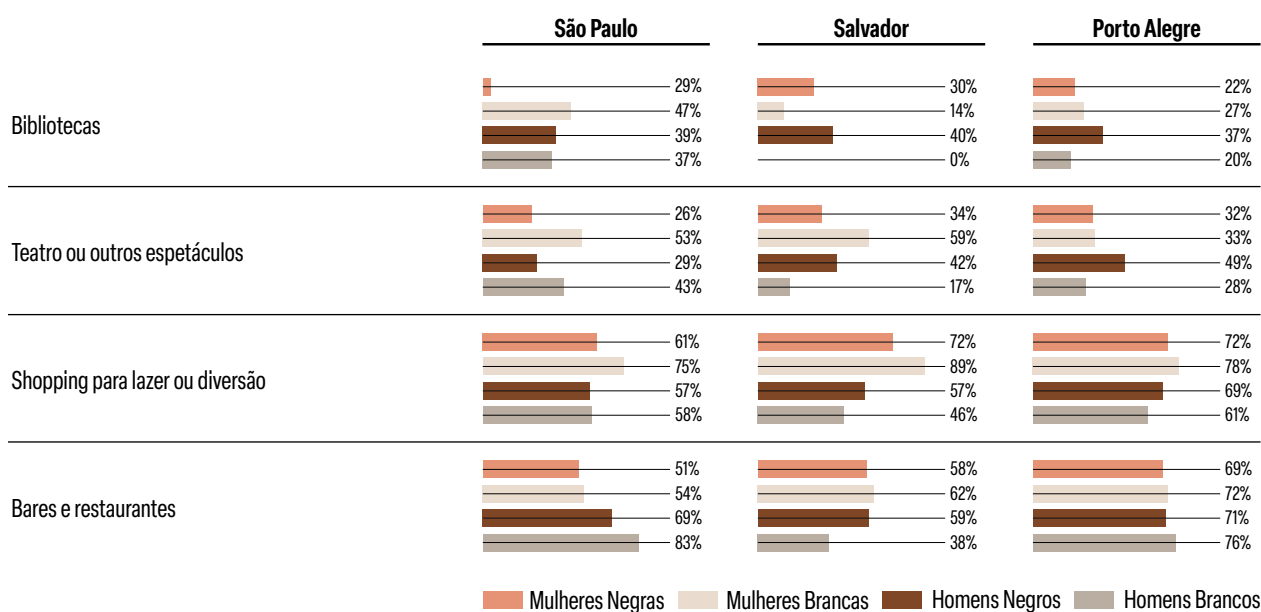 São Paulo Salvador Porto Alegre
29% 30% 22%
47% 14% 27%
Bibliotecas
39% 40% 37%
37% 0% 20%
26% 34% 32%
53% 59% 33%
Teatro ou outros espetáculos
29% 42% 49%
43% 17% 28%
61% 72% 72%
75% 89% 78%
Shopping para lazer ou diversão
57% 57% 69%
58% 46% 61%
51% 58% 69%
54% 62% 72%
Bares e restaurantes
69% 59% 71%
83% 38% 76%
Mulheres Negras Mulheres Brancas Homens Negros Homens Brancos